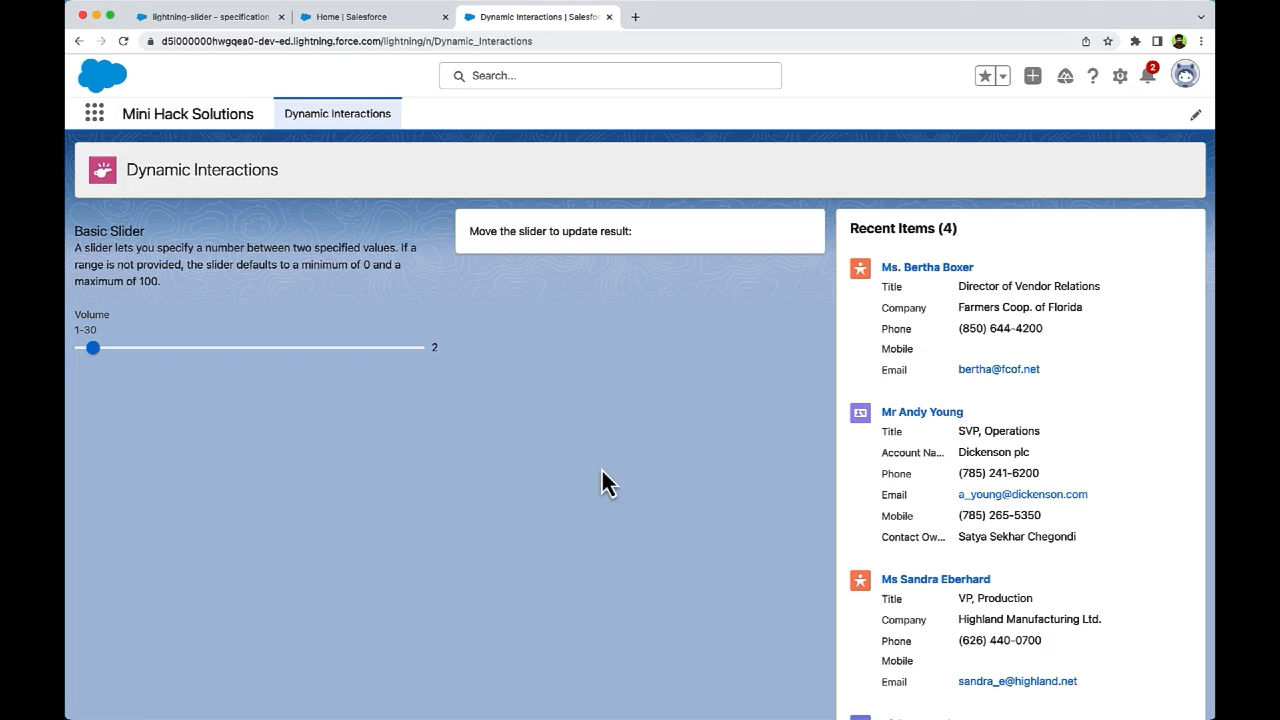 lightning-slider - specification
Home | Salesforce
Dynamic Interactions | Salesfo
d5i000000hwgqea0-dev-ed.lightning.force.com/lightning/n/Dynamic_Interactions
Search...
2
Mini Hack Solutions
Dynamic Interactions
Dynamic Interactions
Basic Slider
A slider lets you specify a number between two specified values. If a
range is not provided, the slider defaults to a minimum of 0 and a
maximum of 100.
Volume
1-30
2
Move the slider to update result:
Recent Items (4)
Ms. Bertha Boxer
Title Director of Vendor Relations
Company Farmers Coop. of Florida
Phone (850) 644-4200
Mobile
Email bertha@fcof.net
Mr Andy Young
Title SVP, Operations
Account Na... Dickenson plc
Phone (785) 241-6200
Email a_young@dickenson.com
Mobile (785) 265-5350
Contact Ow... Satya Sekhar Chegondi
Ms Sandra Eberhard
Title VP, Production
Company Highland Manufacturing Ltd.
Phone (626) 440-0700
Mobile
Email sandra_e@highland.net